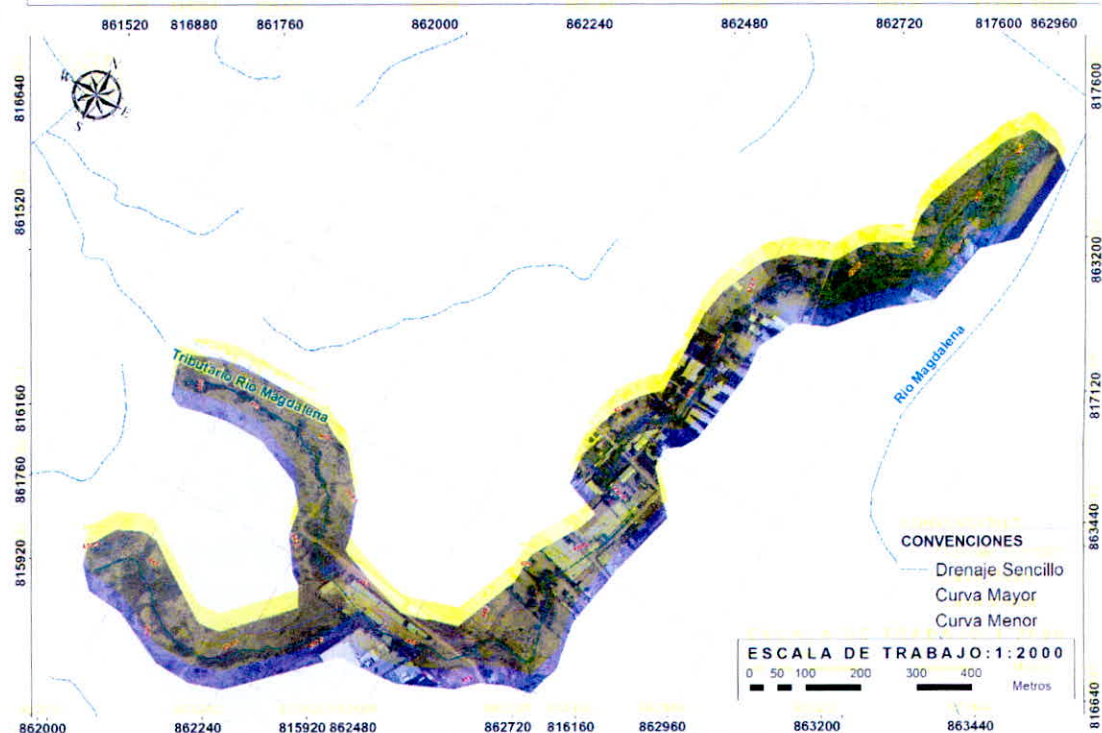 861520 816880 861760 862000 862240 862480 862720 817600 862960
816640
817600
N
W
E
S
861520
863200
Río Magdalena
Tributario Río Magdalena
816160
817120
861760
863440
815920
CONVENCIONES
Drenaje Sencillo
Curva Mayor
Curva Menor
ESCALA DE TRABAJO:1:2000
0 50 100 200 300 400 Metros
816640
862000 862240 815920 862480 862720 816160 862960 863200 863440